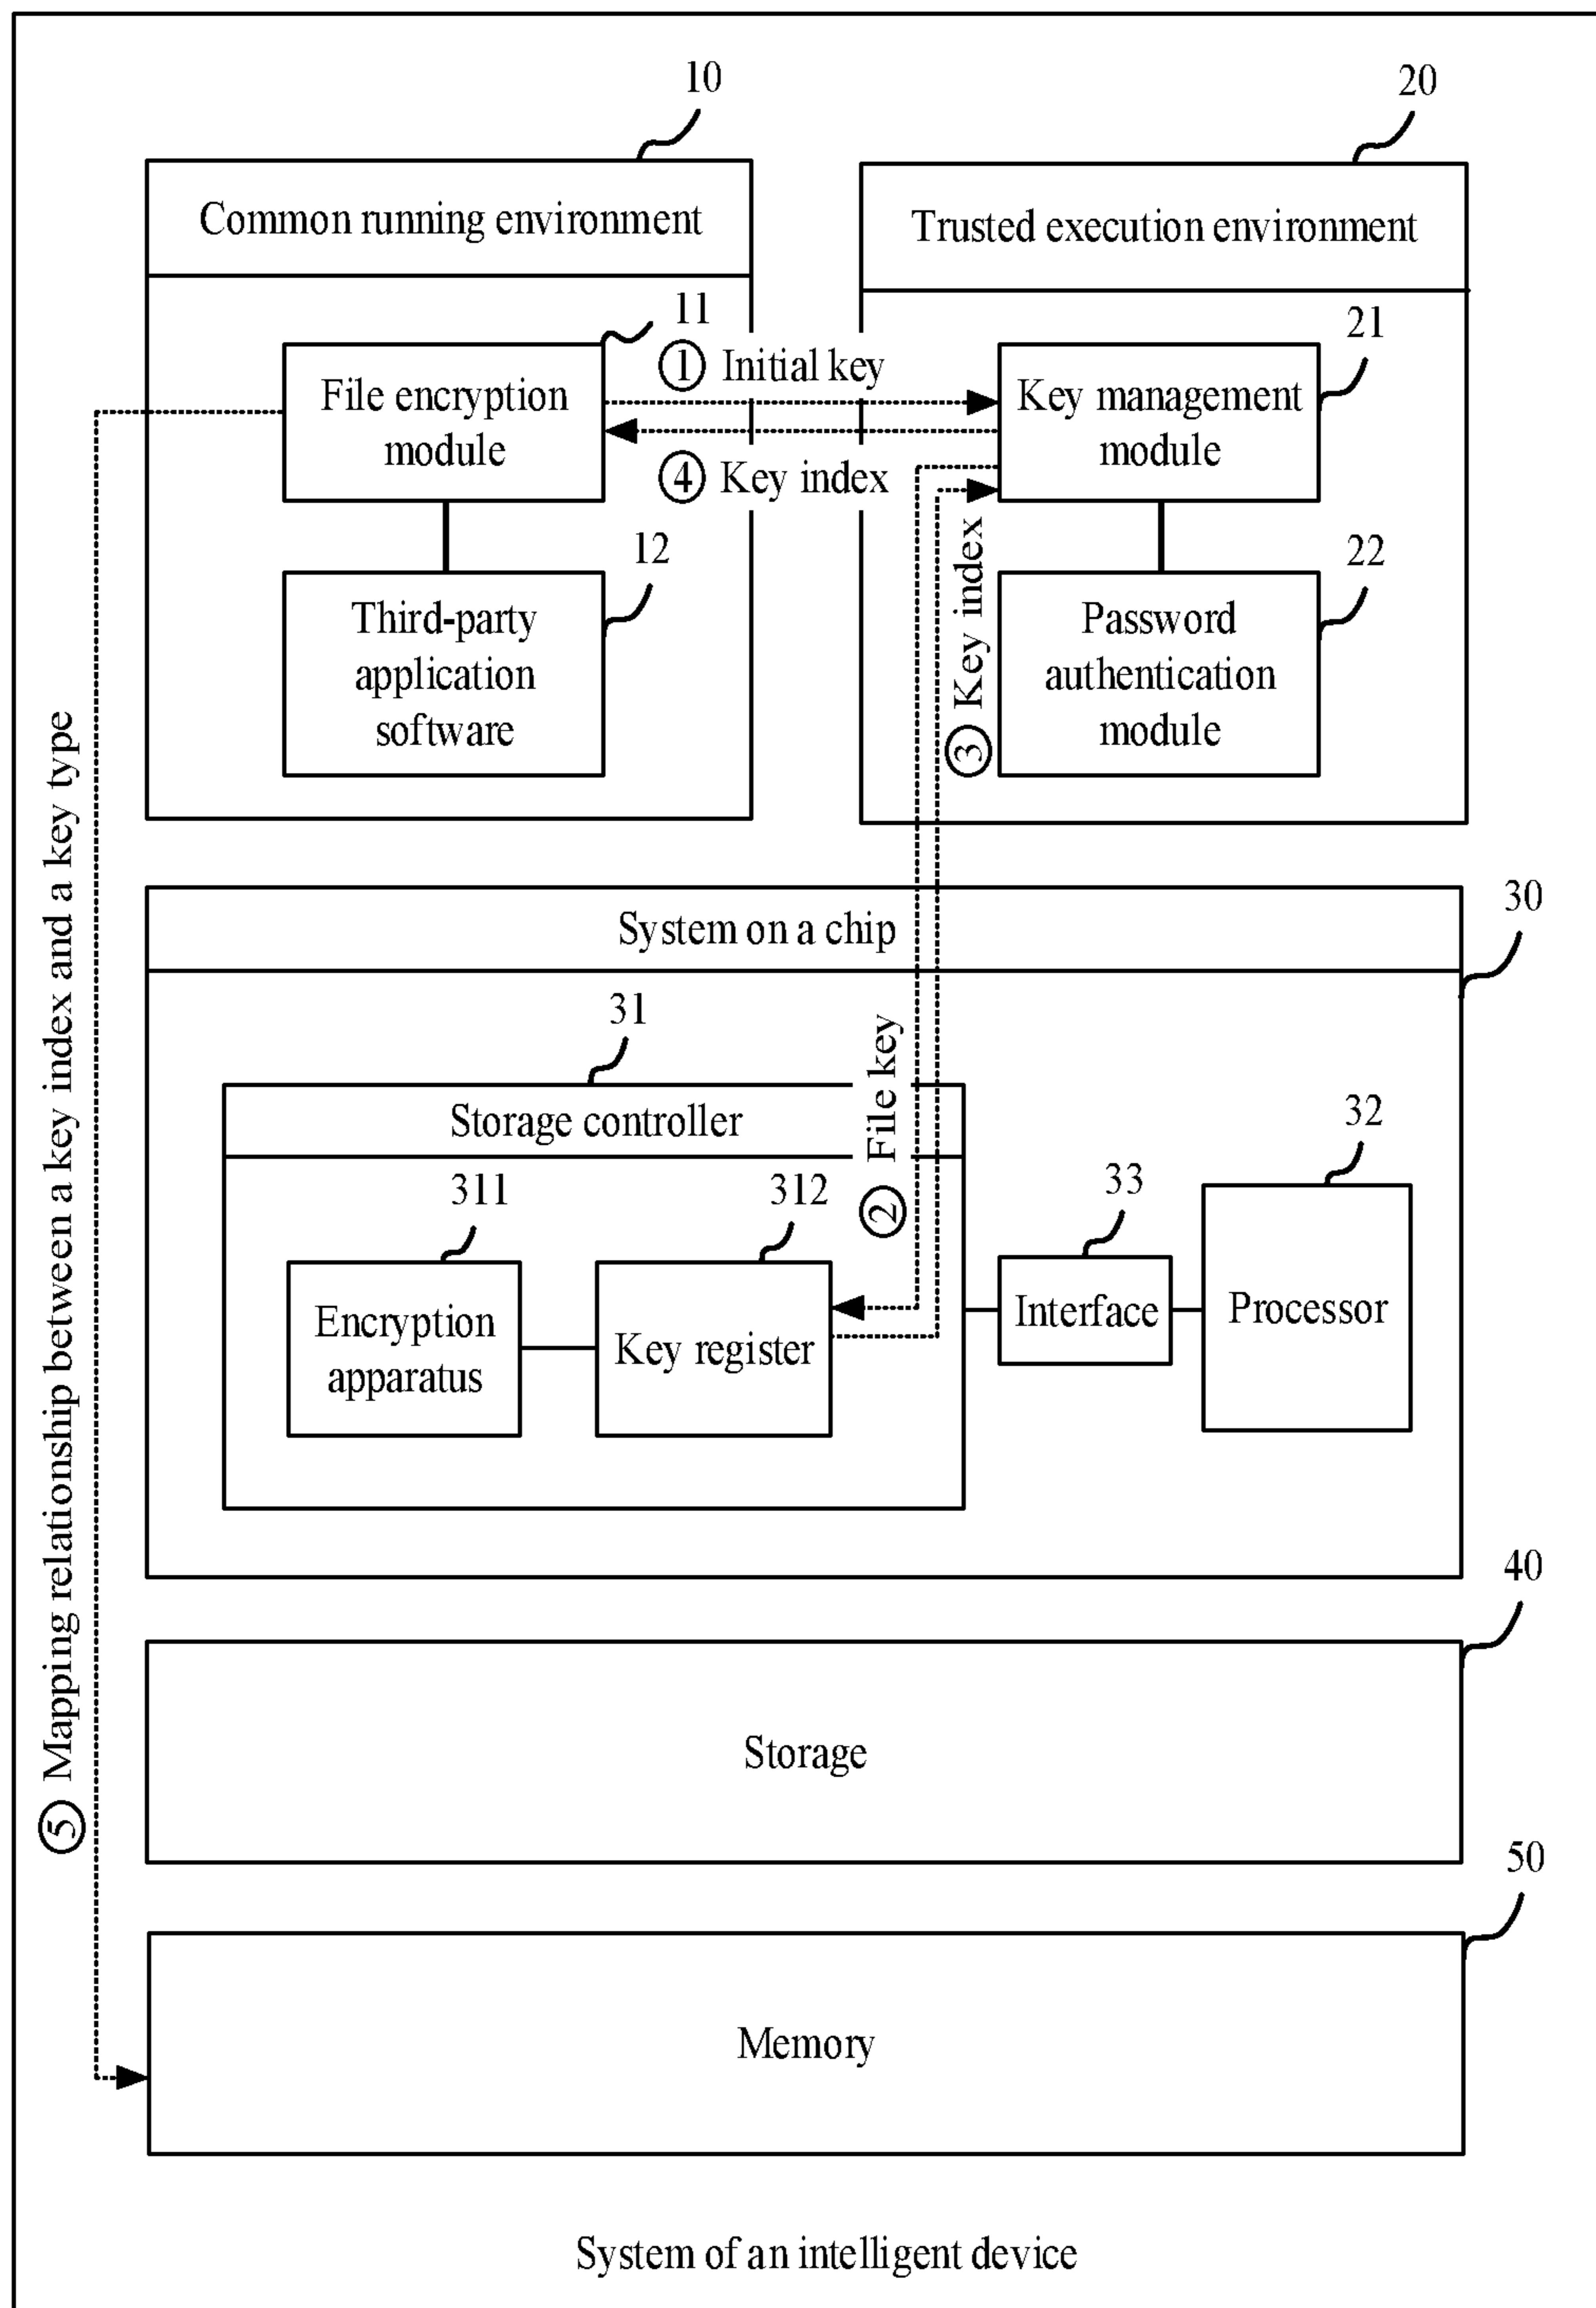 10
20
Common running environment
Trusted execution environment
11
21
① Initial key
File encryption
module
Key management
module
④ Key index
12
22
③ Key index
Third-party
application
software
Password
authentication
module
⑤ Mapping relationship between a key index and a key type
30
System on a chip
31
② File key
Storage controller
32
311
312
33
Encryption
apparatus
Key register
Interface
Processor
40
Storage
50
Memory
System of an intelligent device